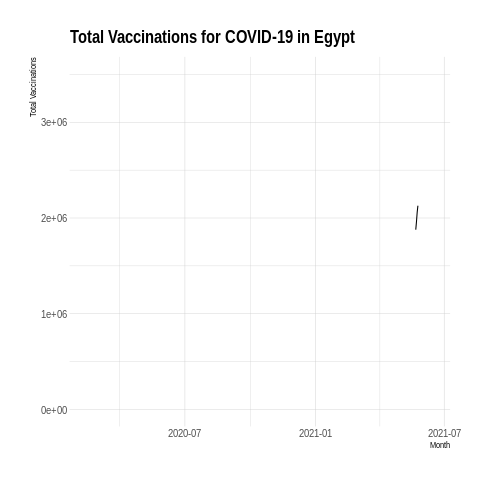 Total Vaccinations for COVID-19 in Egypt
Total Vaccinations
3e+06
2e+06
1e+06
0e+00
2020-07
2021-01
2021-07
Month